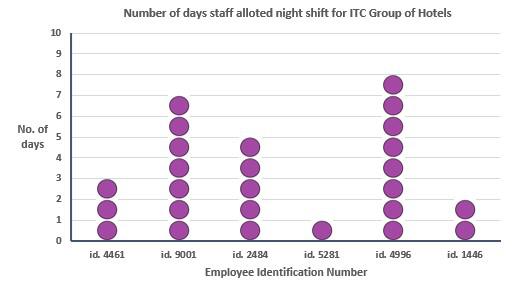 Number of days staff alloted night shift for ITC Group of Hotels
10
9
8
7
6
5
4
3
2
1
0
No. of
days
id. 4461
id. 9001
id. 2484
id. 5281
id. 4996
id. 1446
Employee Identification Number